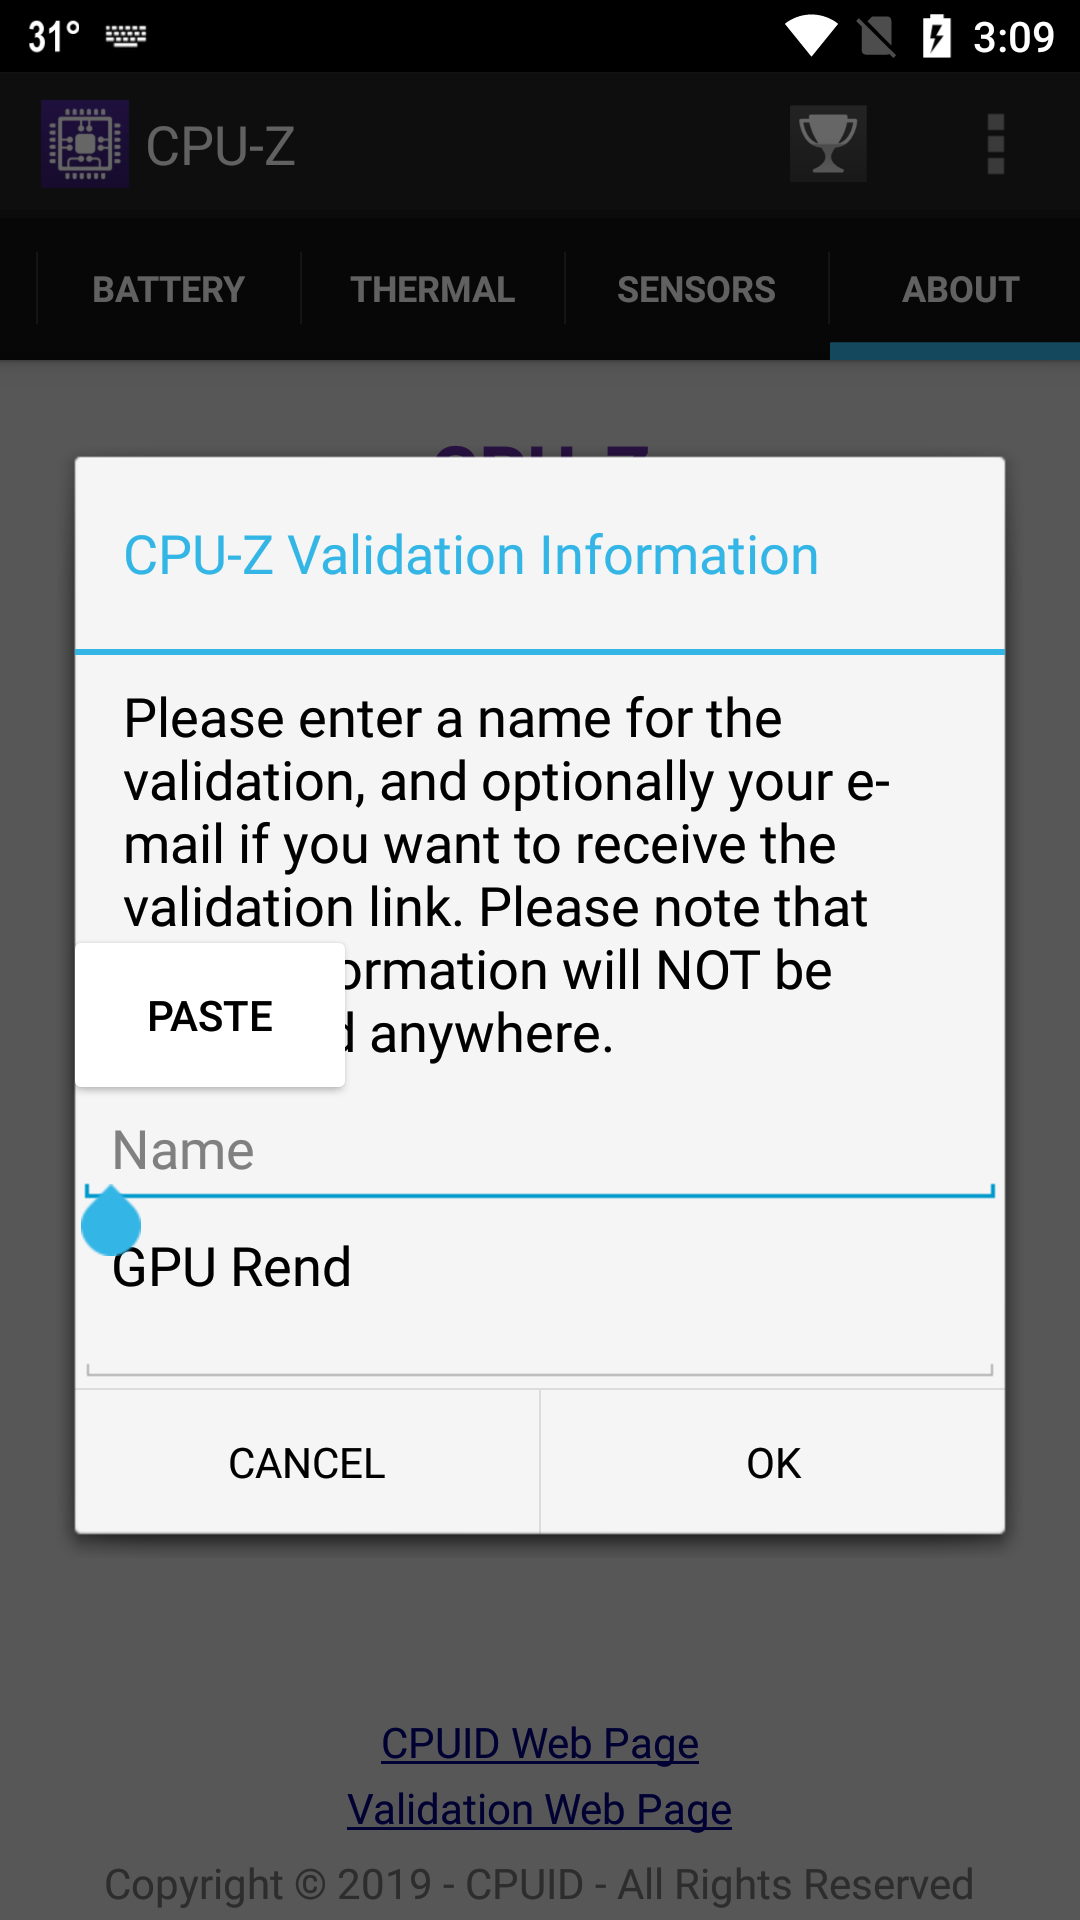 31° 3:09
CPU-Z
BATTERY THERMAL SENSORS ABOUT
CPU-Z Validation Information
Please enter a name for the
validation, and optionally your e-
mail if you want to receive the
validation link. Please note that
ormation will NOT be
PASTE
d anywhere.
Name
GPU Rend
CANCEL OK
CPUID Web Page
Validation Web Page
Copyright © 2019 - CPUID - All Rights Reserved